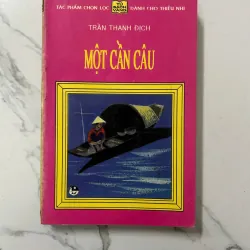 TÁC PHẨM CHỌN LỌC
DÀNH CHO THIẾU NHI
TRẦN THANH ĐỊCH
MỘT CẦN CÂU